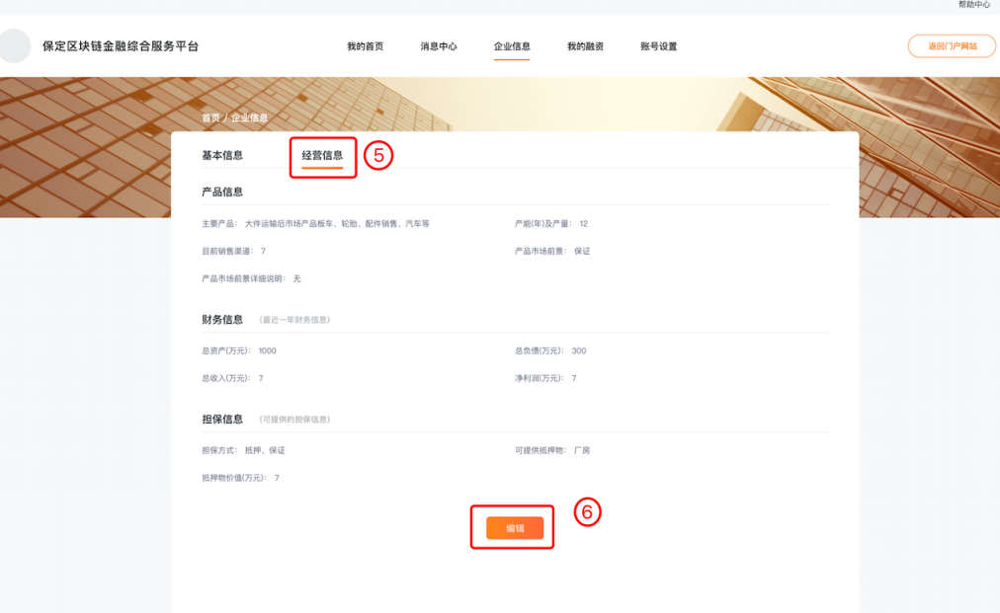 帮助中心
保定区块链金融综合服务平台 我的首页 消息中心 企业信息 我的融资 账号设置 返回门户网站
首页 / 企业信息
基本信息 经营信息 ⑤
产品信息
主要产品： 大件运输后市场产品板车、轮胎、配件销售、汽车等 产能(年)及产量： 12
目前销售渠道： 7 产品市场前景： 保证
产品市场前景详细说明： 无
财务信息 （最近一年财务信息）
总资产(万元)： 1000 总负债(万元)： 300
总收入(万元)： 7 净利润(万元)： 7
担保信息 （可提供的担保信息）
担保方式： 抵押、保证 可提供抵押物： 厂房
抵押物价值(万元)： 7
编辑 ⑥